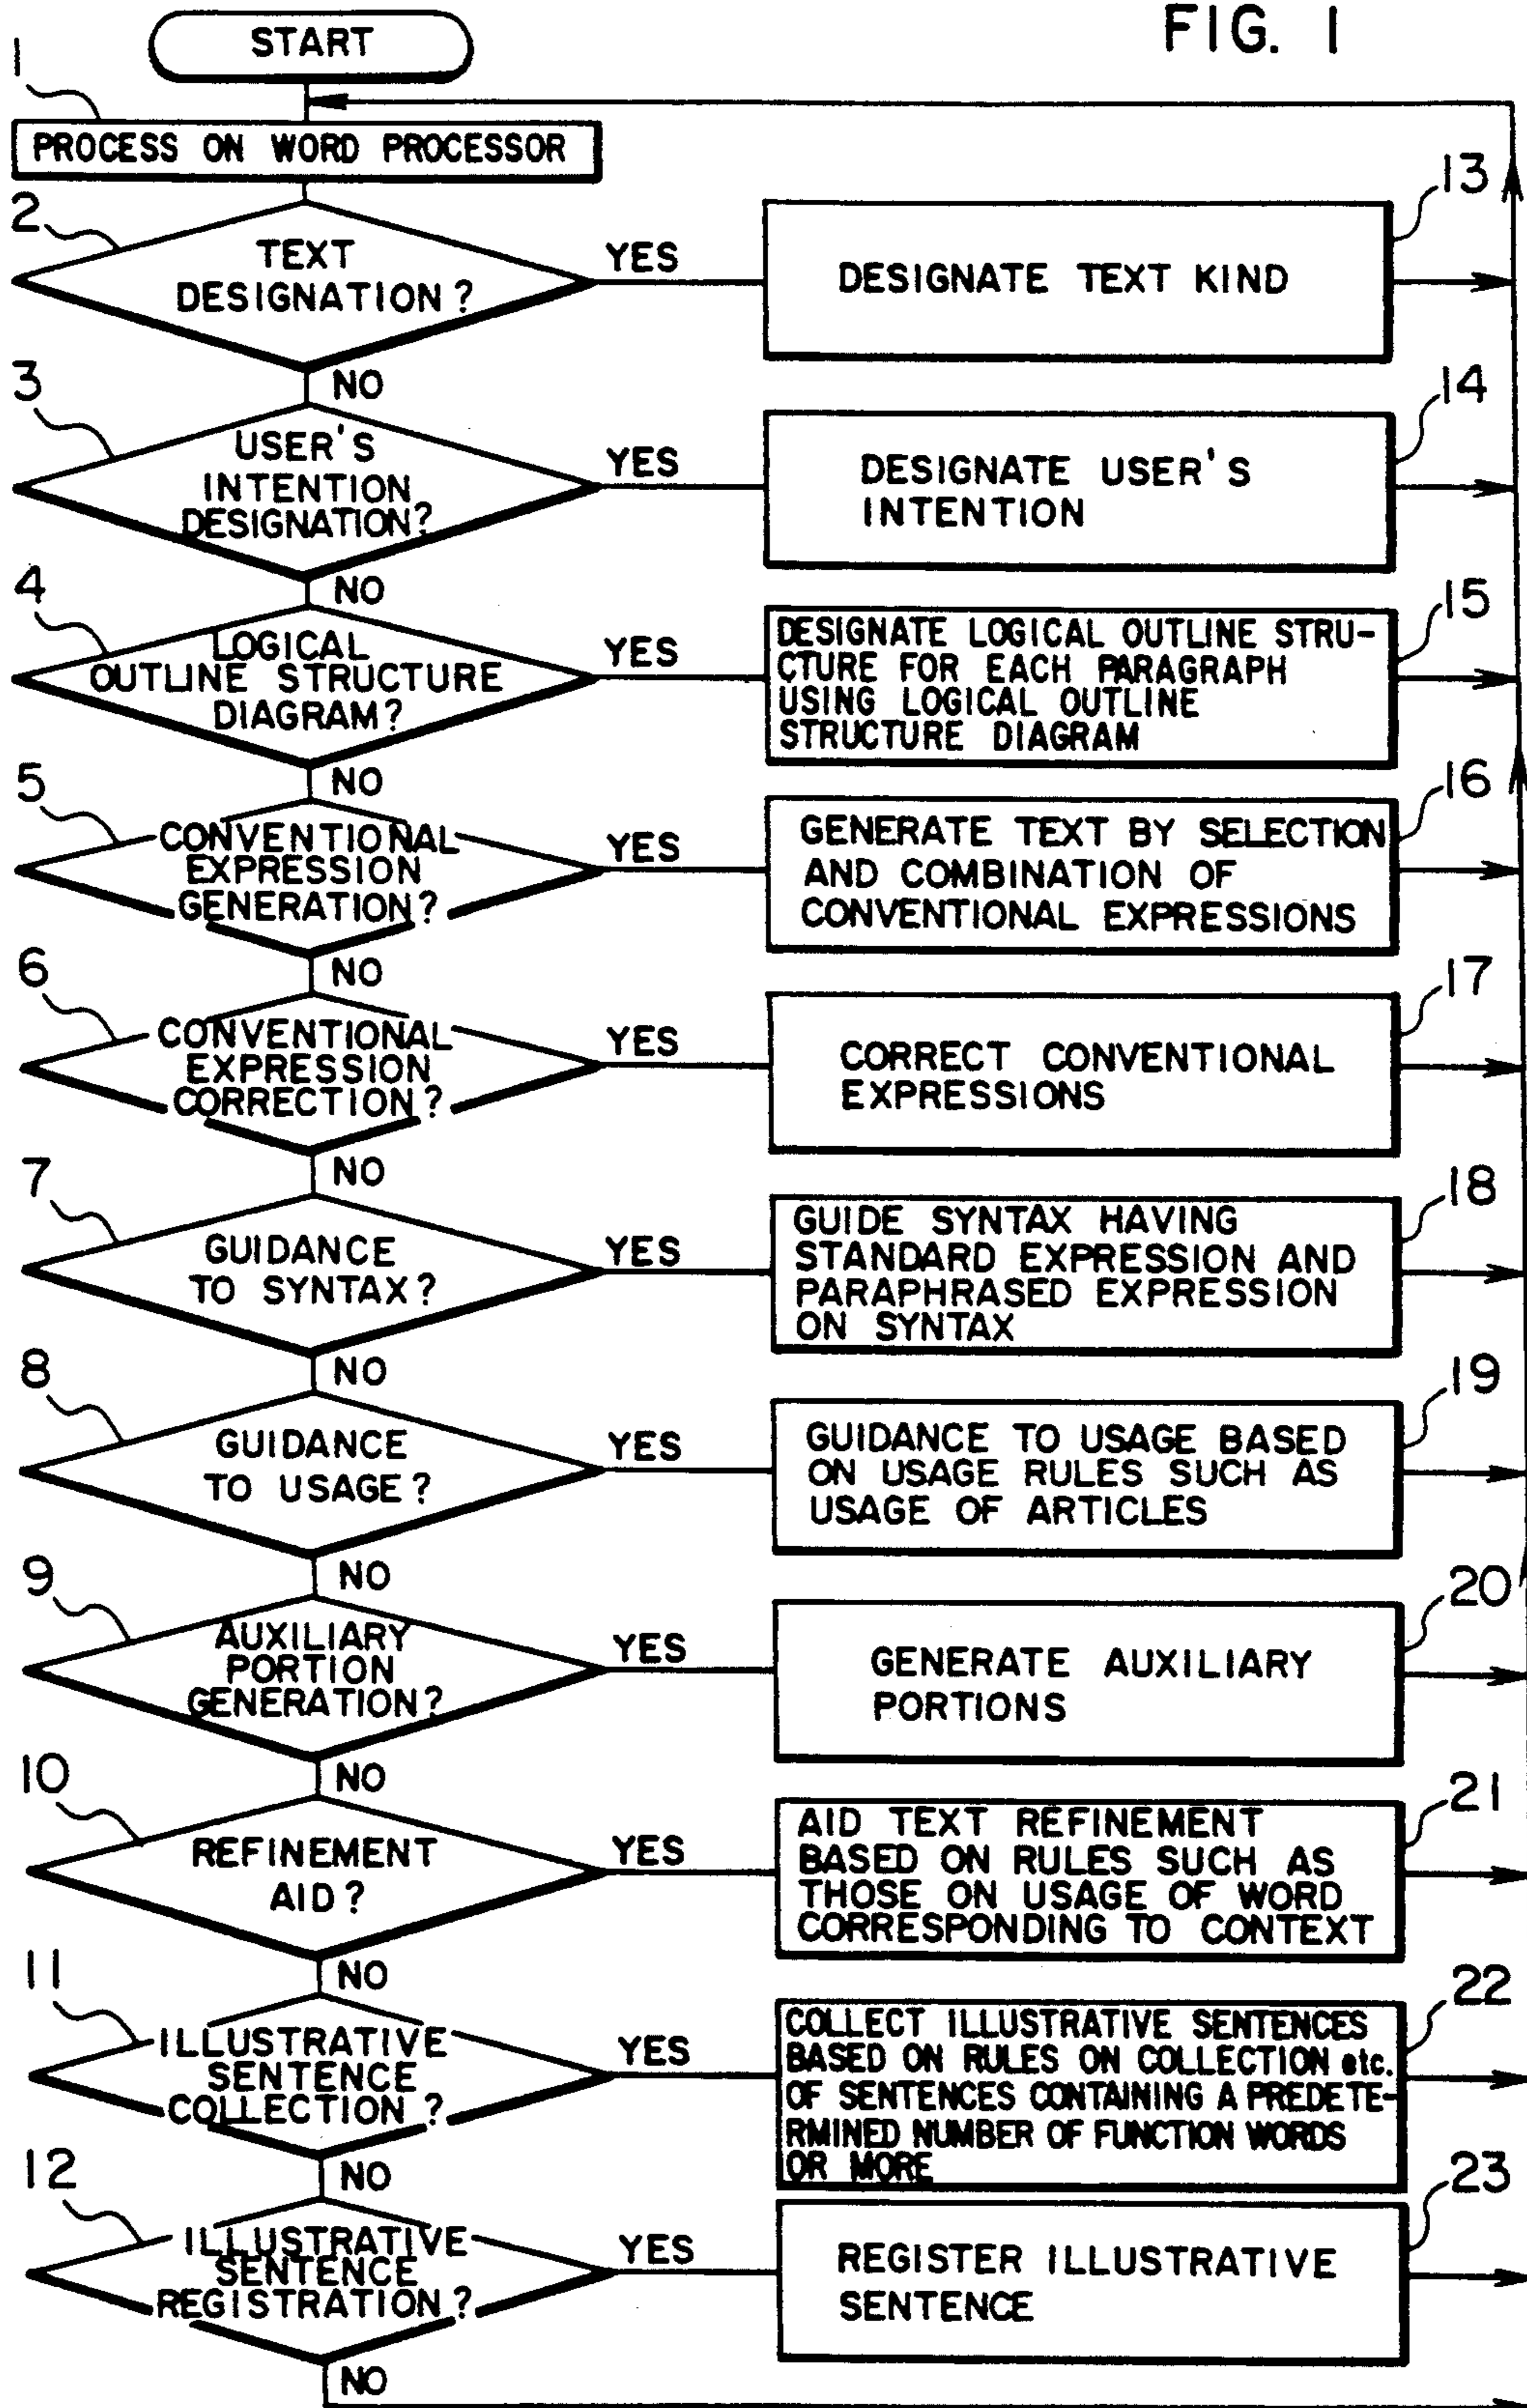 FIG. 1
START
1
PROCESS ON WORD PROCESSOR
2
TEXT
DESIGNATION?
YES
13
DESIGNATE TEXT KIND
NO
3
USER'S
INTENTION
DESIGNATION?
YES
14
DESIGNATE USER'S
INTENTION
NO
4
LOGICAL
OUTLINE STRUCTURE
DIAGRAM?
YES
15
DESIGNATE LOGICAL OUTLINE STRU-
CTURE FOR EACH PARAGRAPH
USING LOGICAL OUTLINE
STRUCTURE DIAGRAM
NO
5
CONVENTIONAL
EXPRESSION
GENERATION?
YES
16
GENERATE TEXT BY SELECTION
AND COMBINATION OF
CONVENTIONAL EXPRESSIONS
NO
6
CONVENTIONAL
EXPRESSION
CORRECTION?
YES
17
CORRECT CONVENTIONAL
EXPRESSIONS
NO
7
GUIDANCE
TO SYNTAX?
YES
18
GUIDE SYNTAX HAVING
STANDARD EXPRESSION AND
PARAPHRASED EXPRESSION
ON SYNTAX
NO
8
GUIDANCE
TO USAGE?
YES
19
GUIDANCE TO USAGE BASED
ON USAGE RULES SUCH AS
USAGE OF ARTICLES
NO
9
AUXILIARY
PORTION
GENERATION?
YES
20
GENERATE AUXILIARY
PORTIONS
NO
10
REFINEMENT
AID?
YES
21
AID TEXT REFINEMENT
BASED ON RULES SUCH AS
THOSE ON USAGE OF WORD
CORRESPONDING TO CONTEXT
NO
11
ILLUSTRATIVE
SENTENCE
COLLECTION?
YES
22
COLLECT ILLUSTRATIVE SENTENCES
BASED ON RULES ON COLLECTION etc.
OF SENTENCES CONTAINING A PREDETE-
RMINED NUMBER OF FUNCTION WORDS
OR MORE
NO
12
ILLUSTRATIVE
SENTENCE
REGISTRATION?
YES
23
REGISTER ILLUSTRATIVE
SENTENCE
NO